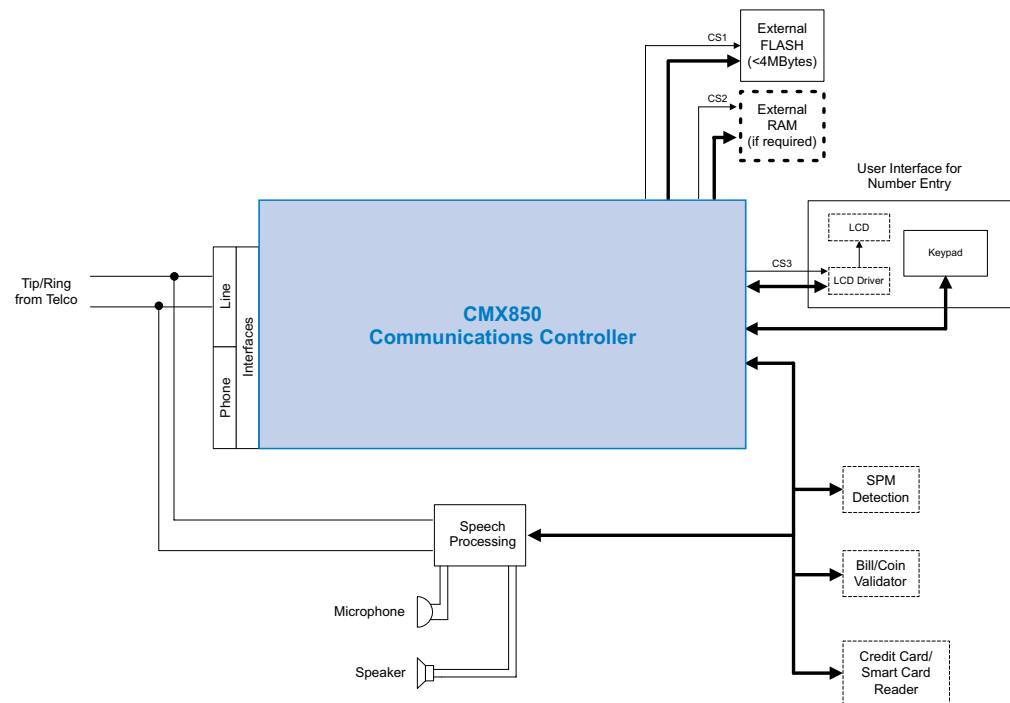 CS1
External
FLASH
(<4MBytes)
CS2
External
RAM
(if required)
User Interface for
Number Entry
LCD
Keypad
CS3
LCD Driver
Tip/Ring
from Telco
Line
Phone
Interfaces
CMX850
Communications Controller
SPM
Detection
Speech
Processing
Bill/Coin
Validator
Microphone
Speaker
Credit Card/
Smart Card
Reader